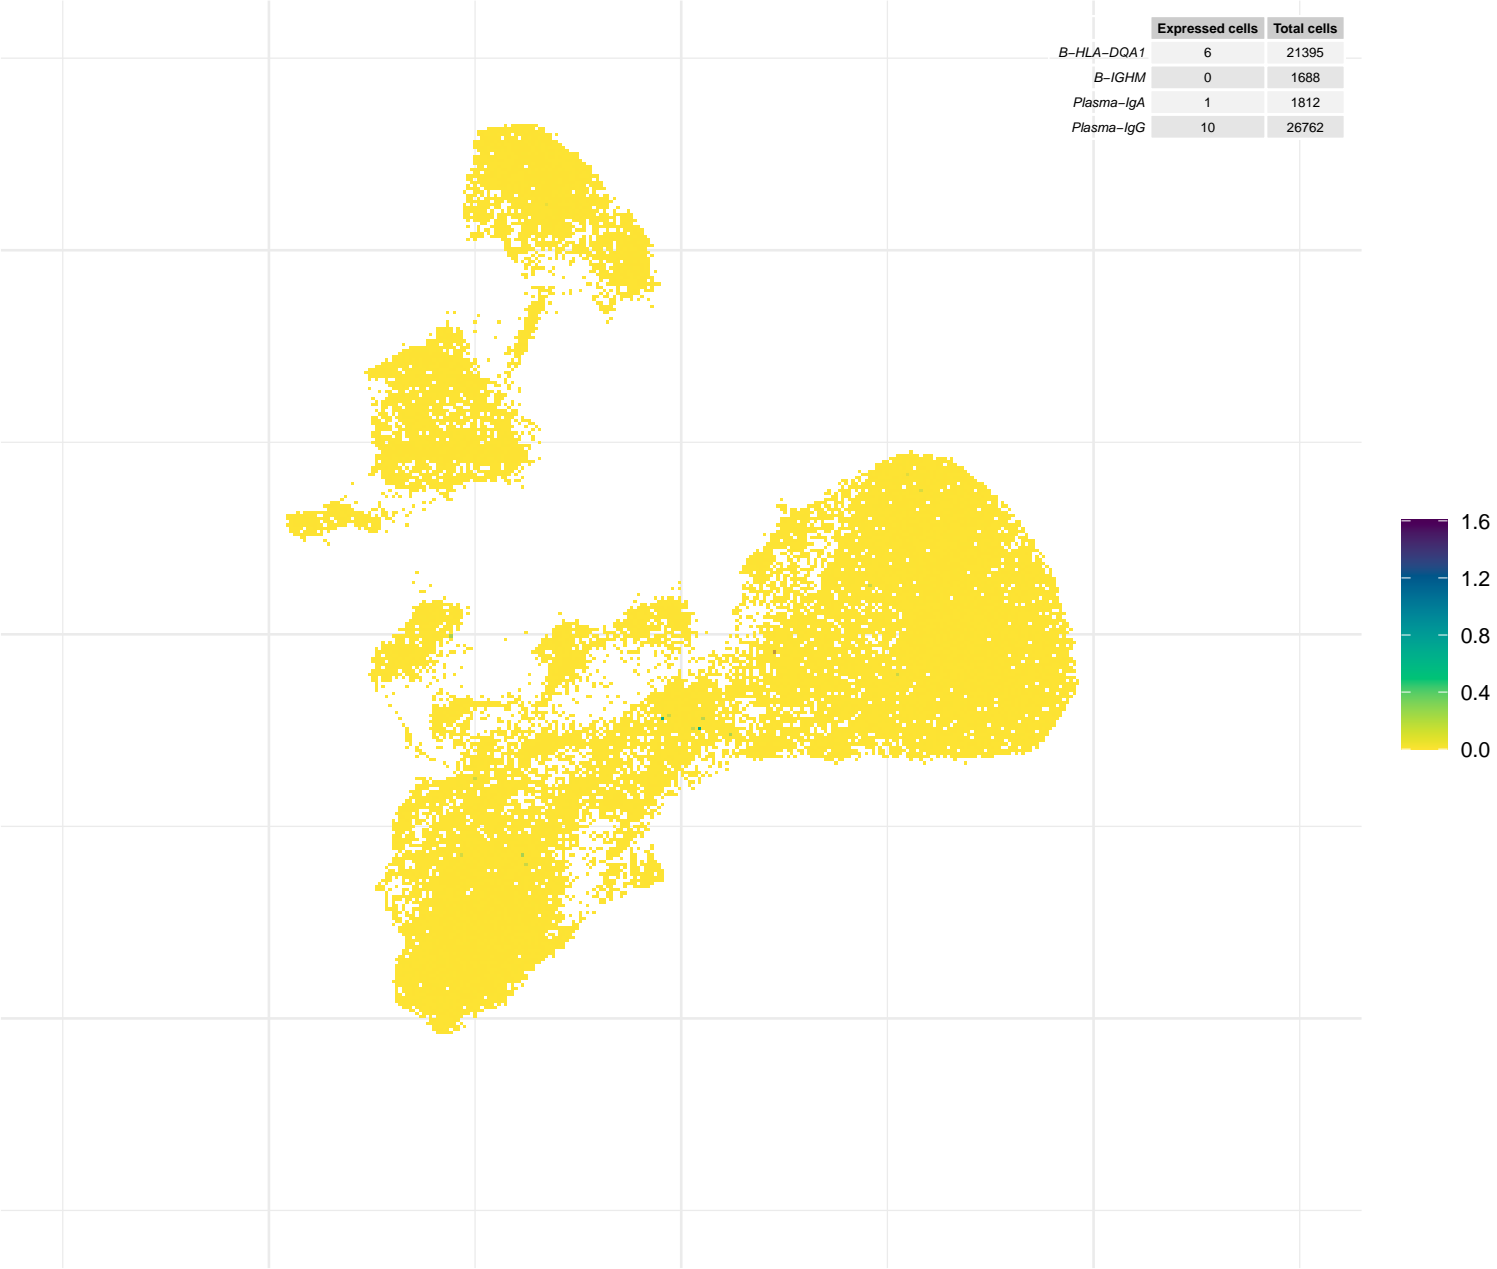 Expressed cells Total cells
B−HLA−DQA1 6 21395
B−IGHM 0 1688
Plasma−IgA 1 1812
Plasma−IgG 10 26762
1.6
1.2
0.8
0.4
0.0